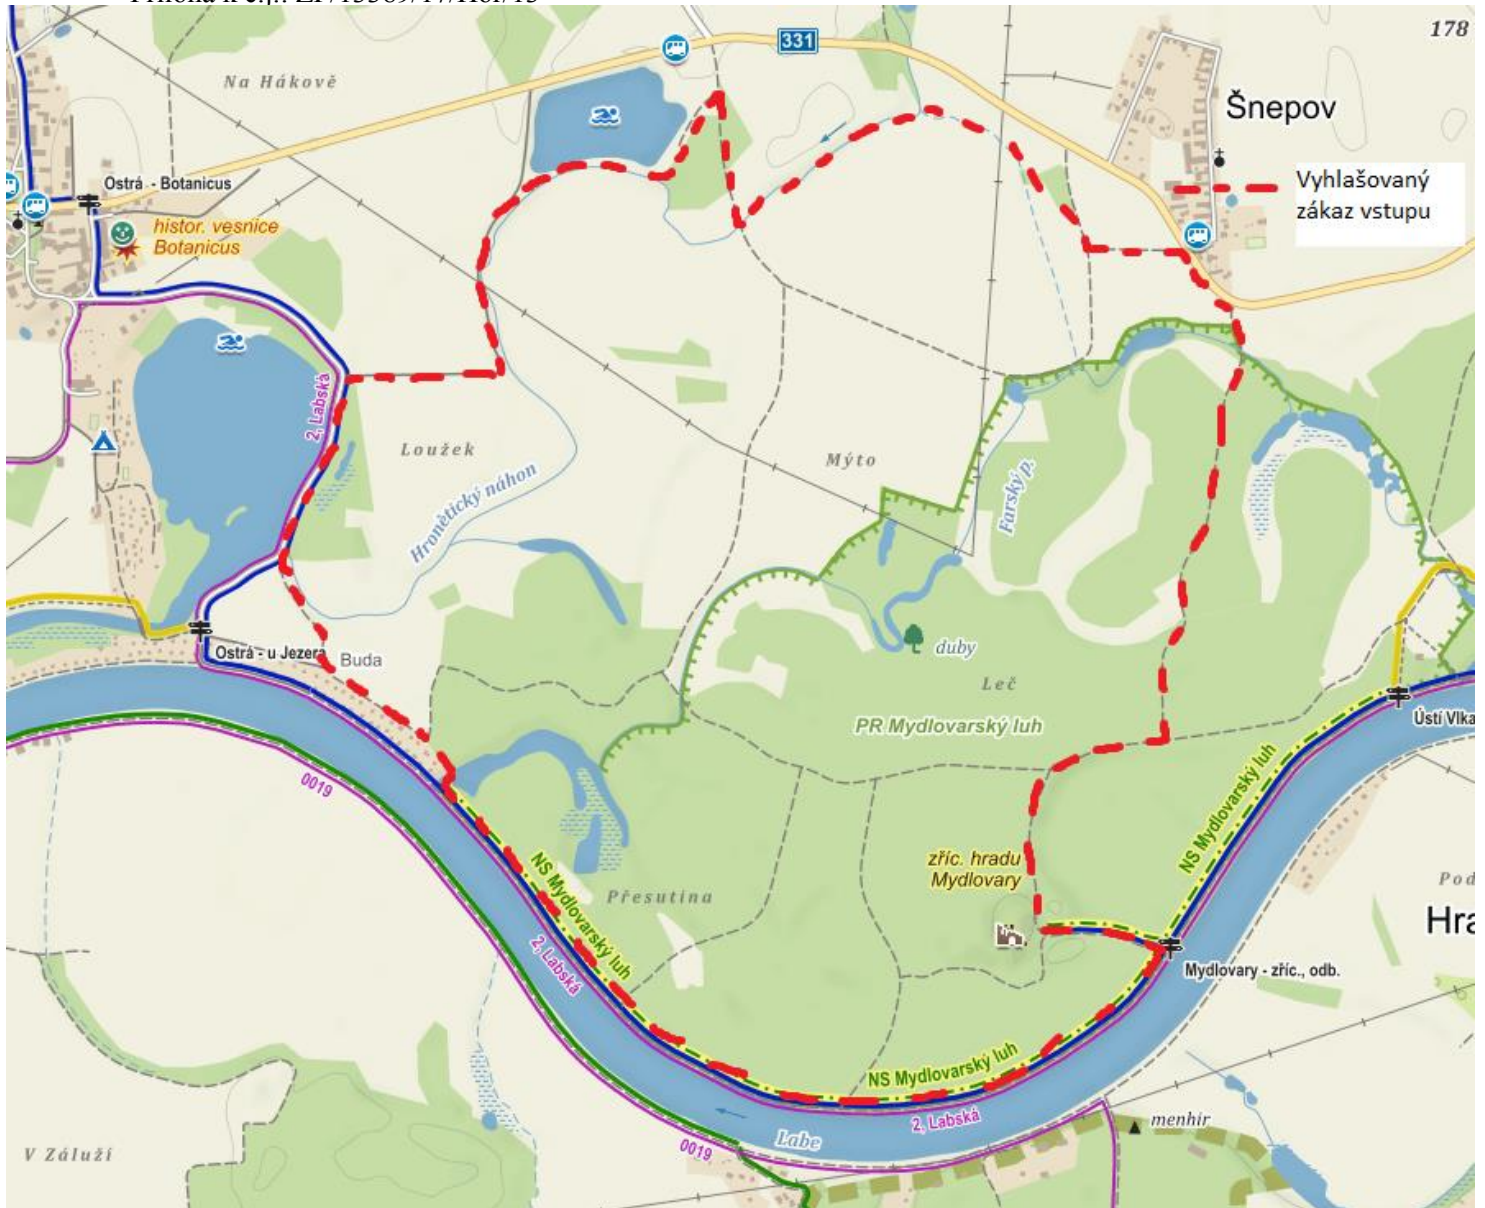 178
331
Na Hákově
Šnepov
Ostrá - Botanicus
Vyhlašovaný
zákaz vstupu
histor. vesnice
Botanicus
2, Labská
Loužek
Mýto
Hronětický náhon
Farský p.
duby
Ostrá - u Jezera
Buda
Leč
PR Mydlovarský luh
Ústí Vlka
0019
NS Mydlovarský luh
zříc. hradu
Mydlovary
NS Mydlovarský luh
Přesutina
Pod
Hra
2, Labská
Mydlovary - zříc., odb.
NS Mydlovarský luh
2, Labská
menhir
Labe
0019
V Záluží